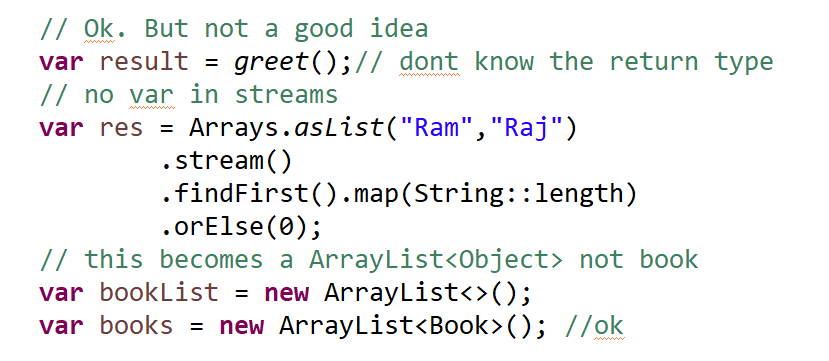 // Ok. But not a good idea
var result = greet();// dont know the return type
// no var in streams
var res = Arrays.asList("Ram","Raj")
.stream()
.findFirst().map(String::length)
.orElse(0);
// this becomes a ArrayList<Object> not book
var bookList = new ArrayList<>();
var books = new ArrayList<Book>(); //ok